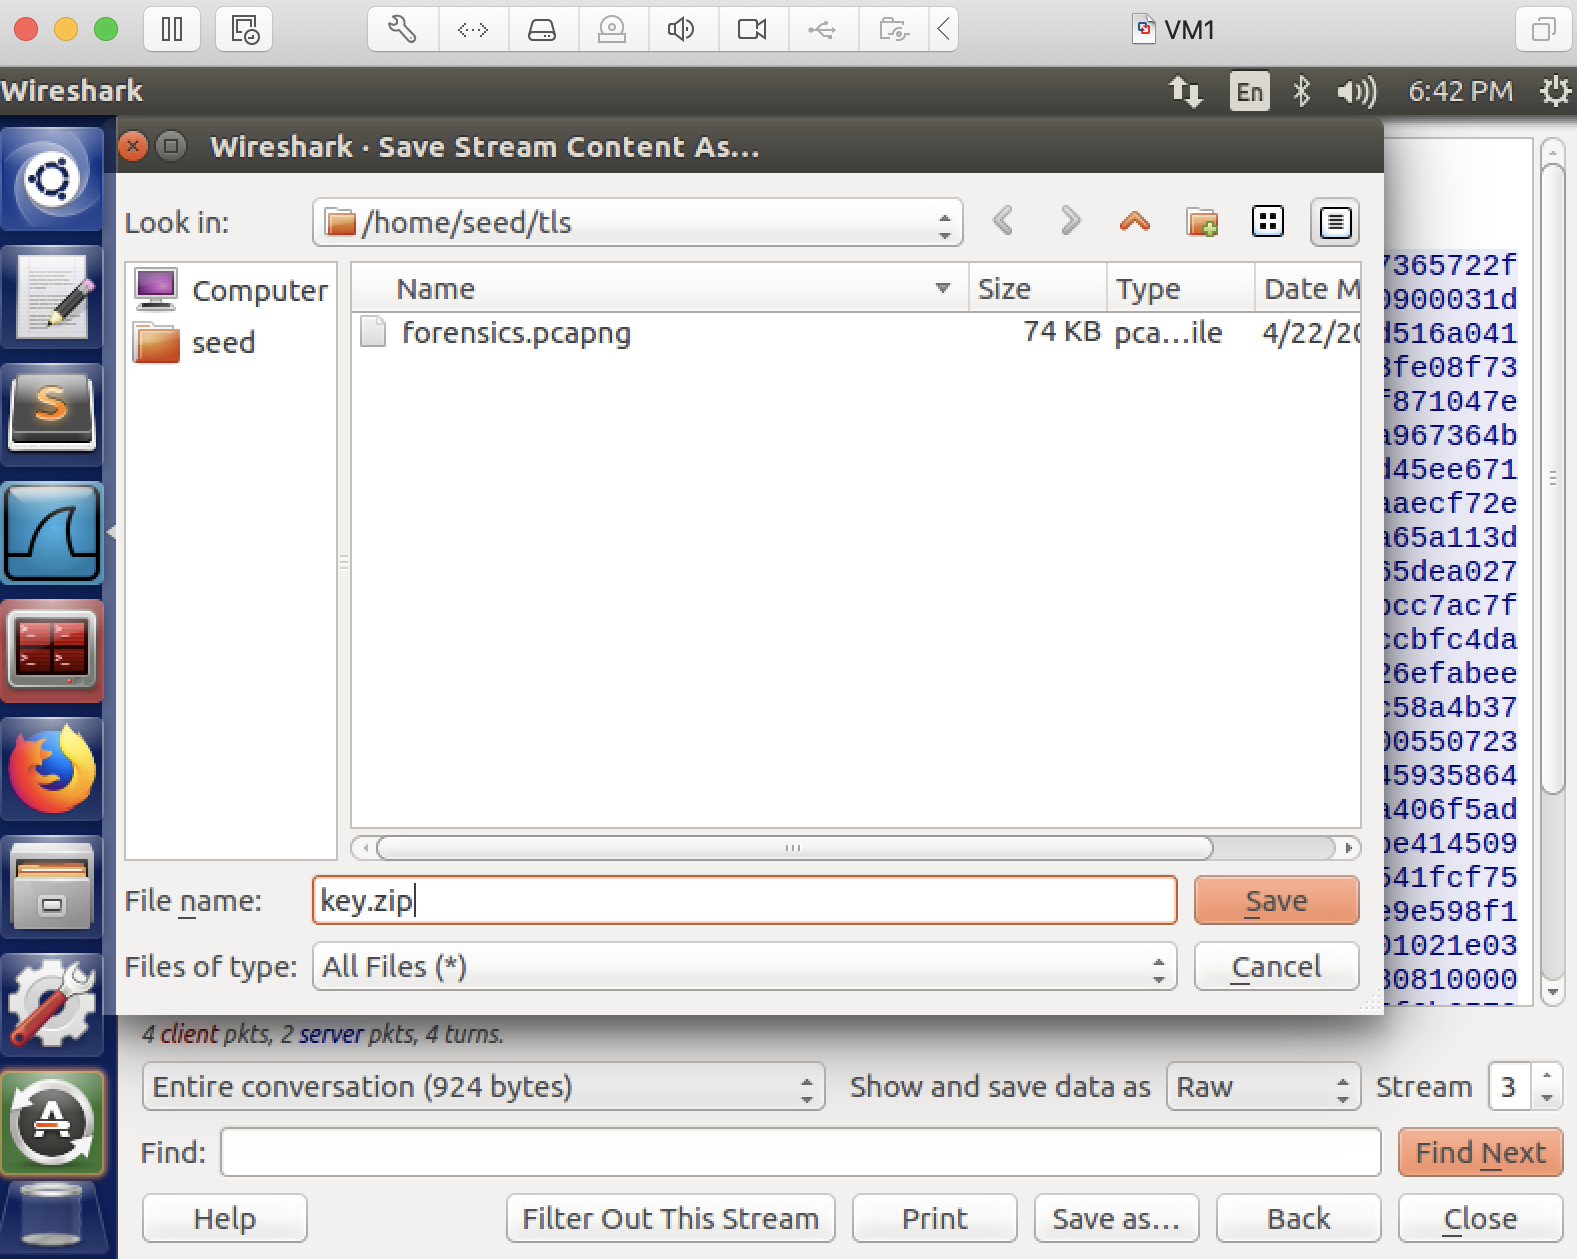 VM1
Wireshark
En
6:42 PM
Wireshark · Save Stream Content As...
Look in:
/home/seed/tls
Computer
seed
Name
Size
Type
Date M
forensics.pcapng
74 KB
pca...ile
4/22/20
7365722f
0900031d
d516a041
3fe08f73
f871047e
a967364b
d45ee671
aaecf72e
a65a113d
65dea027
bcc7ac7f
ccbfc4da
26efabee
c58a4b37
00550723
45935864
a406f5ad
be414509
541fcf75
e9e598f1
01021e03
30810000
File name:
key.zip
Save
Files of type:
All Files (*)
Cancel
4 client pkts, 2 server pkts, 4 turns.
Entire conversation (924 bytes)
Show and save data as
Raw
Stream
3
Find:
Find Next
Help
Filter Out This Stream
Print
Save as...
Back
Close